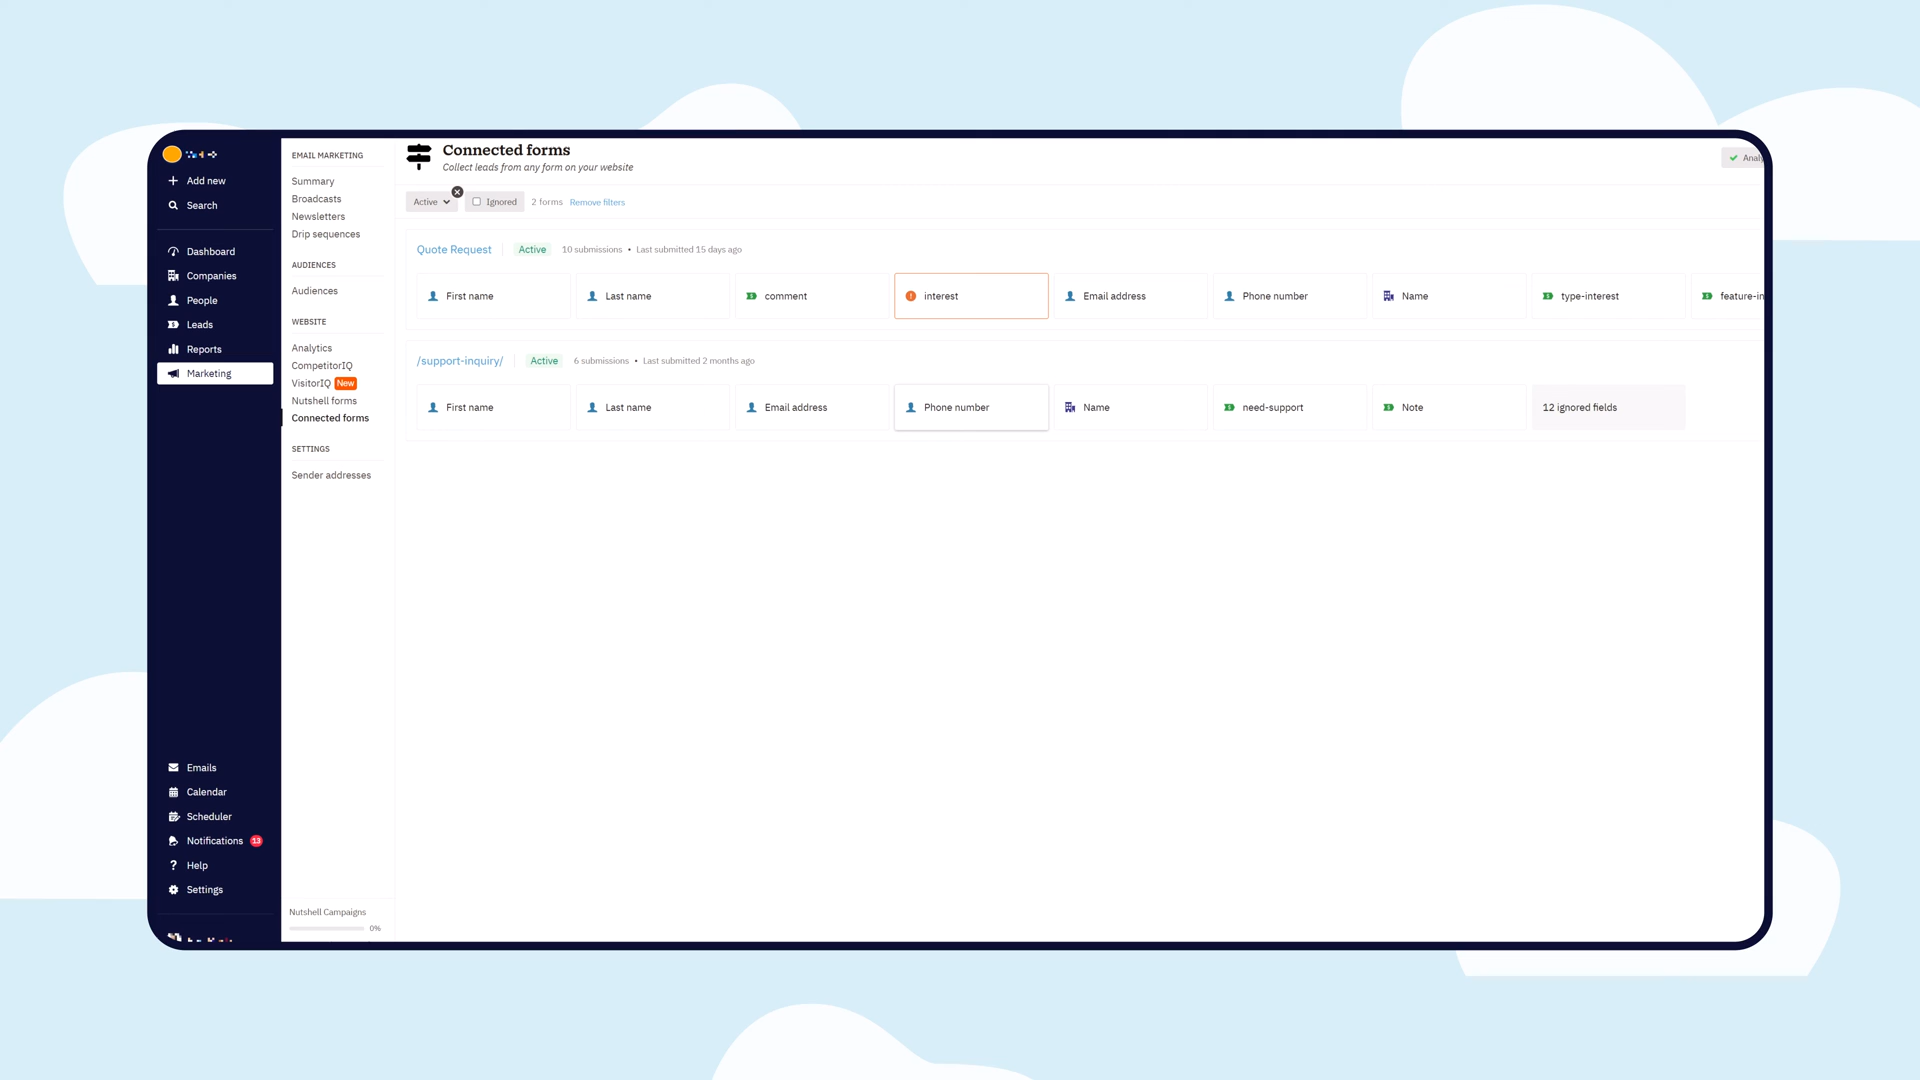 Add new
Search
Dashboard
Companies
People
Leads
Reports
Marketing
Emails
Calendar
Scheduler
Notifications 13
Help
Settings
EMAIL MARKETING
Summary
Broadcasts
Newsletters
Drip sequences
AUDIENCES
Audiences
WEBSITE
Analytics
CompetitorIQ
VisitorIQ New
Nutshell forms
Connected forms
SETTINGS
Sender addresses
Nutshell Campaigns
0%
Connected forms
Collect leads from any form on your website
Active Ignored 2 forms Remove filters
Quote Request Active 10 submissions • Last submitted 15 days ago
First name Last name comment interest Email address Phone number Name type-interest feature-in
/support-inquiry/ Active 6 submissions • Last submitted 2 months ago
First name Last name Email address Phone number Name need-support Note 12 ignored fields